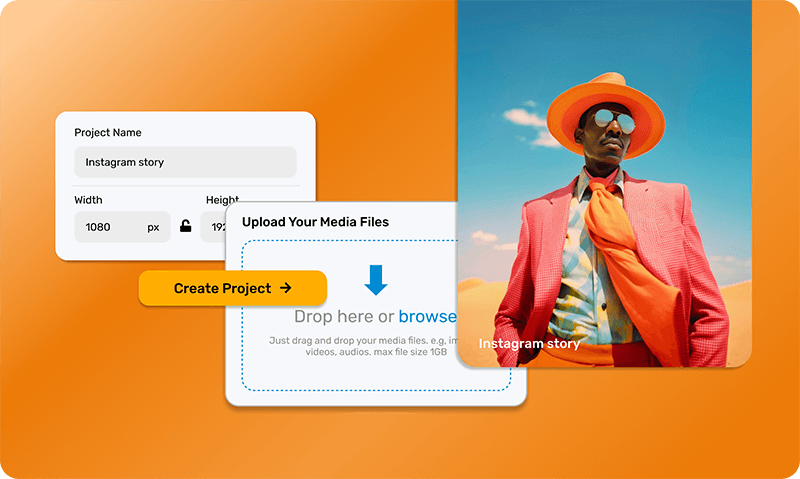 Project Name
Instagram story
Width
Height
1080
px
Create Project
Upload Your Media Files
Drop here or browse
Just drag and drop your media files. e.g,
videos, audios. max file size 1GB
Instagram story